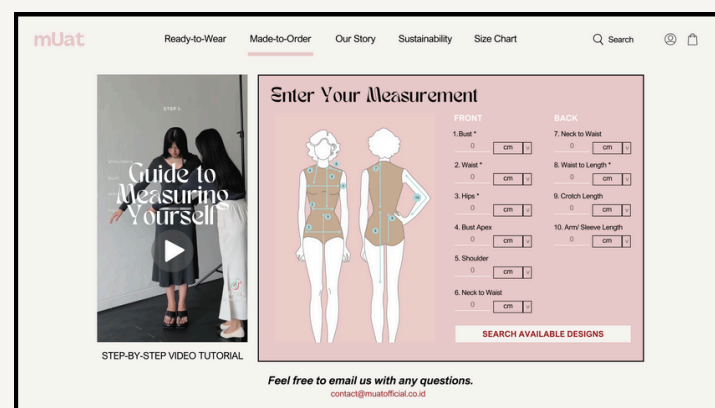 mUat
Ready-to-Wear
Made-to-Order
Our Story
Sustainability
Size Chart
Search
STEP 2
Guide to
Measuring
Yourself
STEP-BY-STEP VIDEO TUTORIAL
Enter Your Measurement
FRONT
1.Bust *
0 cm v
2. Waist *
0 cm v
3. Hips *
0 cm v
4. Bust Apex
0 cm v
5. Shoulder
0 cm v
6. Neck to Waist
0 cm v
BACK
7. Neck to Waist
0 cm v
8. Waist to Length *
0 cm v
9. Crotch Length
0 cm v
10. Arm/ Sleeve Length
0 cm v
SEARCH AVAILABLE DESIGNS
Feel free to email us with any questions.
contact@muatofficial.co.id